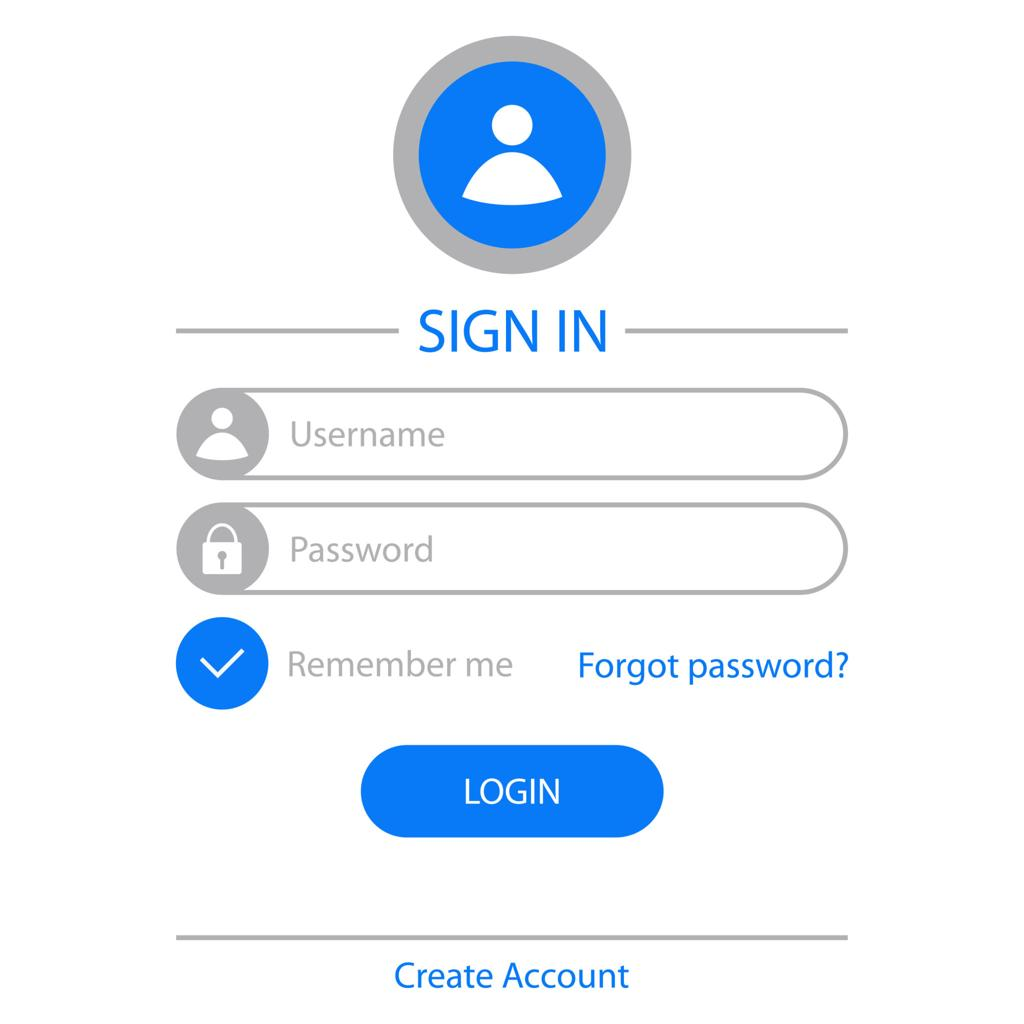 SIGN IN
Username
Password
Remember me Forgot password?
LOGIN
Create Account